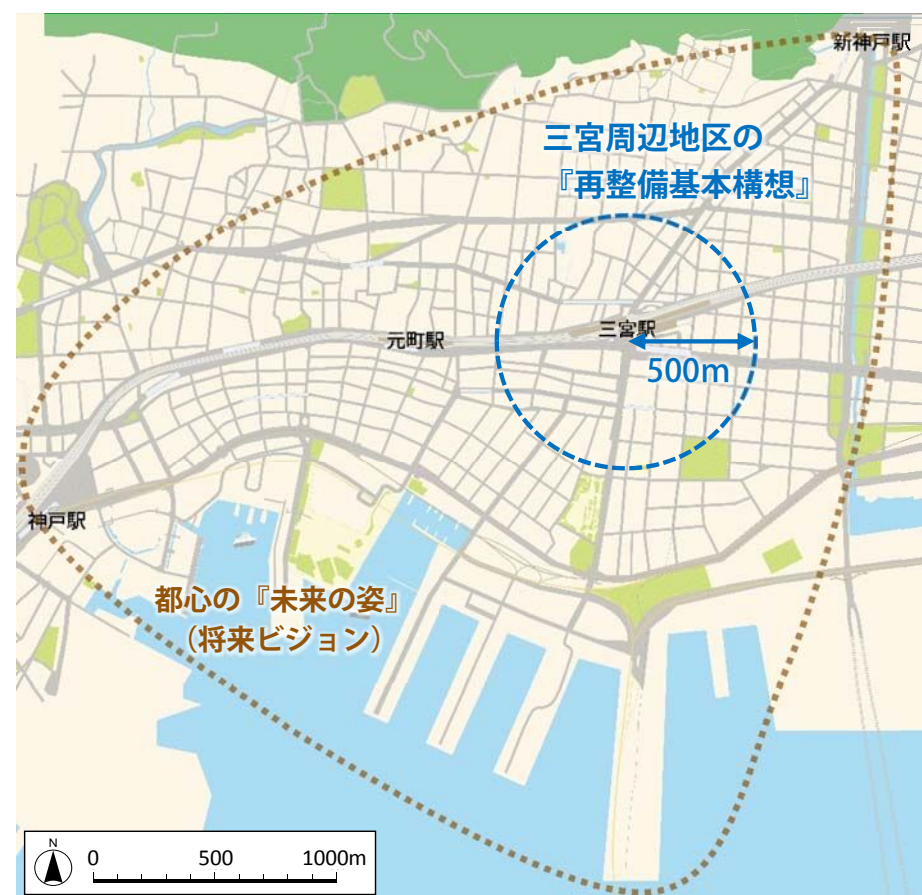 新神戸駅
三宮周辺地区の
『再整備基本構想』
三宮駅
元町駅
500m
神戸駅
都心の『未来の姿』
（将来ビジョン）
N
0 500 1000m